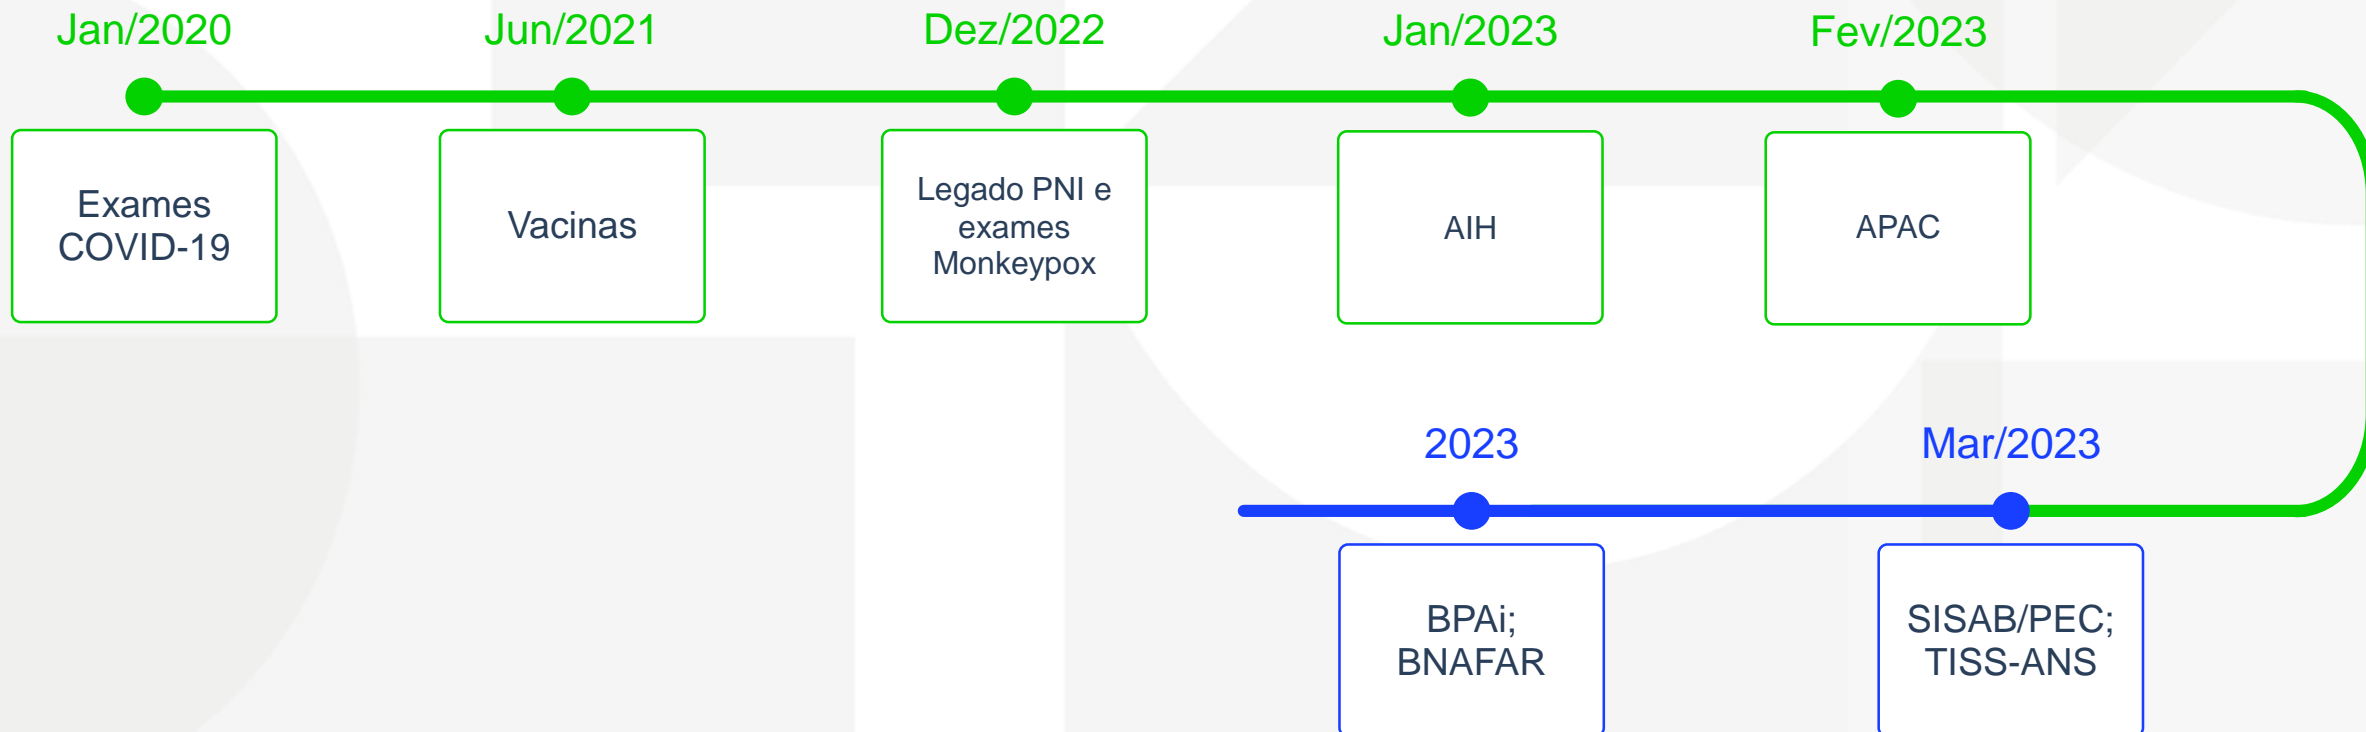 Jan/2020
Jun/2021
Dez/2022
Jan/2023
Fev/2023
Exames
COVID-19
Vacinas
Legado PNI e
exames
Monkeypox
AIH
APAC
2023
Mar/2023
BPAi;
BNAFAR
SISAB/PEC;
TISS-ANS